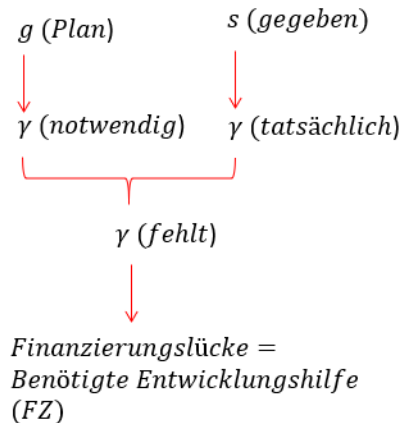 g (Plan)
s (gegeben)
γ (notwendig)
γ (tatsächlich)
γ (fehlt)
Finanzierungslücke =
Benötigte Entwicklungshilfe
(FZ)